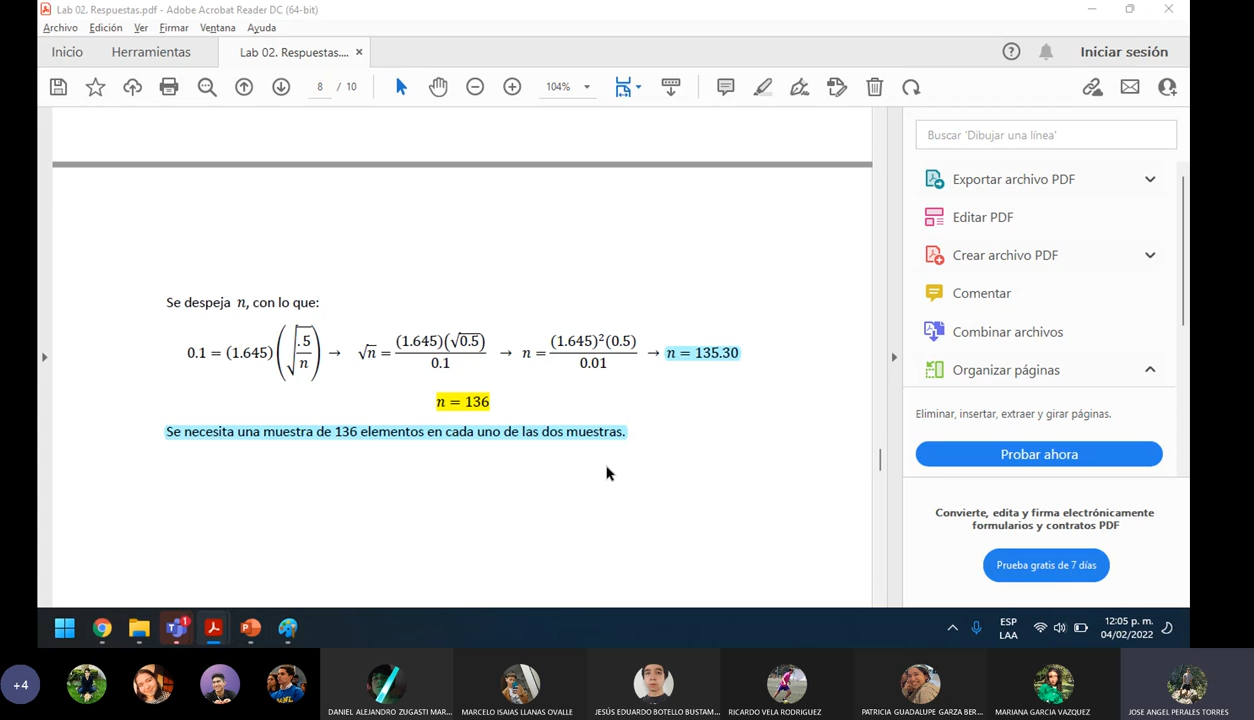 Lab 02. Respuestas.pdf - Adobe Acrobat Reader DC (64-bit)
Archivo Edición Ver Firmar Ventana Ayuda
Inicio Herramientas Lab 02. Respuestas.... × Iniciar sesión
8 / 10 104%
Buscar 'Dibujar una línea'
Exportar archivo PDF
Editar PDF
Crear archivo PDF
Comentar
Combinar archivos
Organizar páginas
Eliminar, insertar, extraer y girar páginas.
Probar ahora
Convierte, edita y firma electrónicamente
formularios y contratos PDF
Prueba gratis de 7 días
Se despeja n, con lo que:
0.1 = (1.645)(√(.5/n)) → √n = (1.645)(√0.5)/0.1 → n = (1.645)²(0.5)/0.01 → n = 135.30
n = 136
Se necesita una muestra de 136 elementos en cada uno de las dos muestras.
1
ESP
LAA
12:05 p. m.
04/02/2022
+4
DANIEL ALEJANDRO ZUGASTI MAR...
MARCELO ISAIAS LLANAS OVALLE
JESÚS EDUARDO BOTELLO BUSTAM...
RICARDO VELA RODRIGUEZ
PATRICIA GUADALUPE GARZA BER...
MARIANA GARCIA VAZQUEZ
JOSE ANGEL PERALES TORRES